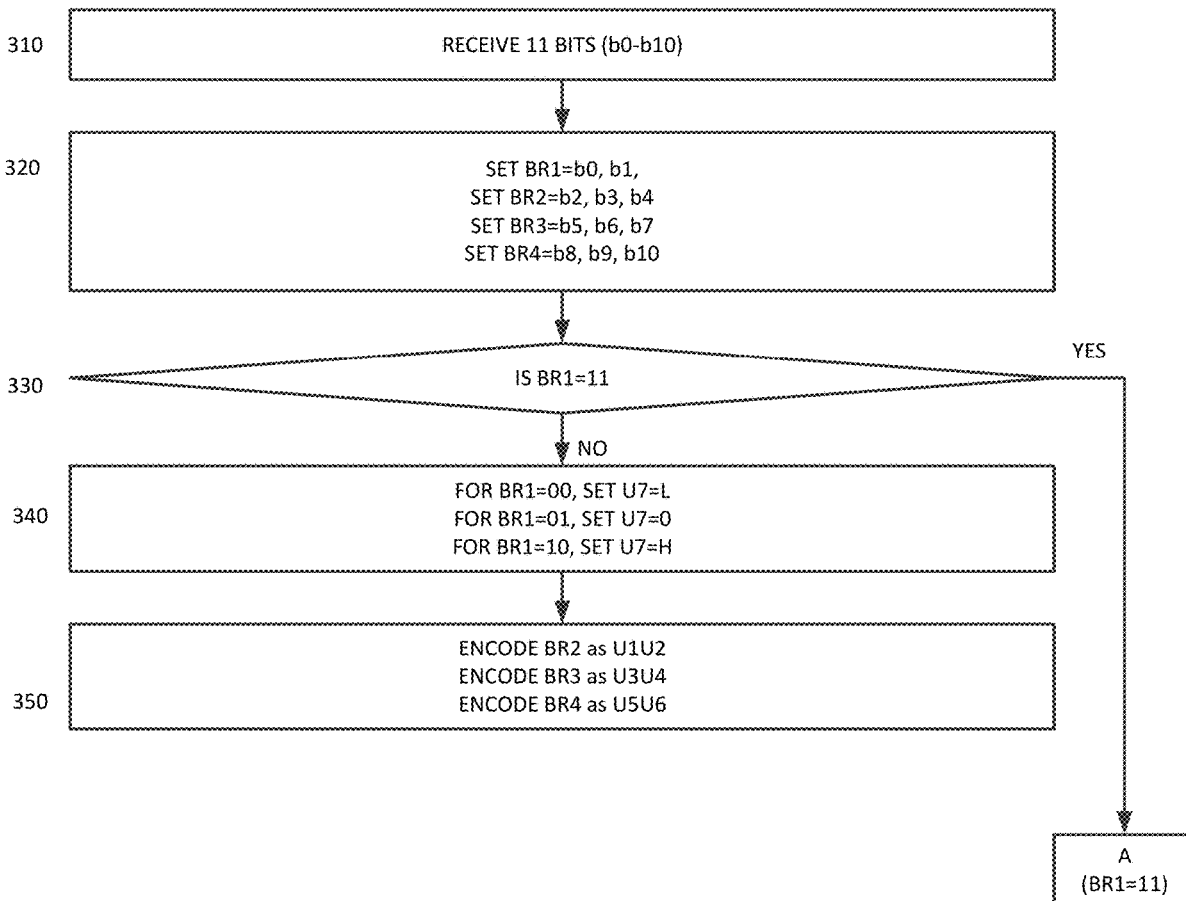 310
RECEIVE 11 BITS (b0-b10)
320
SET BR1=b0, b1,
SET BR2=b2, b3, b4
SET BR3=b5, b6, b7
SET BR4=b8, b9, b10
YES
330
IS BR1=11
NO
340
FOR BR1=00, SET U7=L
FOR BR1=01, SET U7=0
FOR BR1=10, SET U7=H
350
ENCODE BR2 as U1U2
ENCODE BR3 as U3U4
ENCODE BR4 as U5U6
A
(BR1=11)